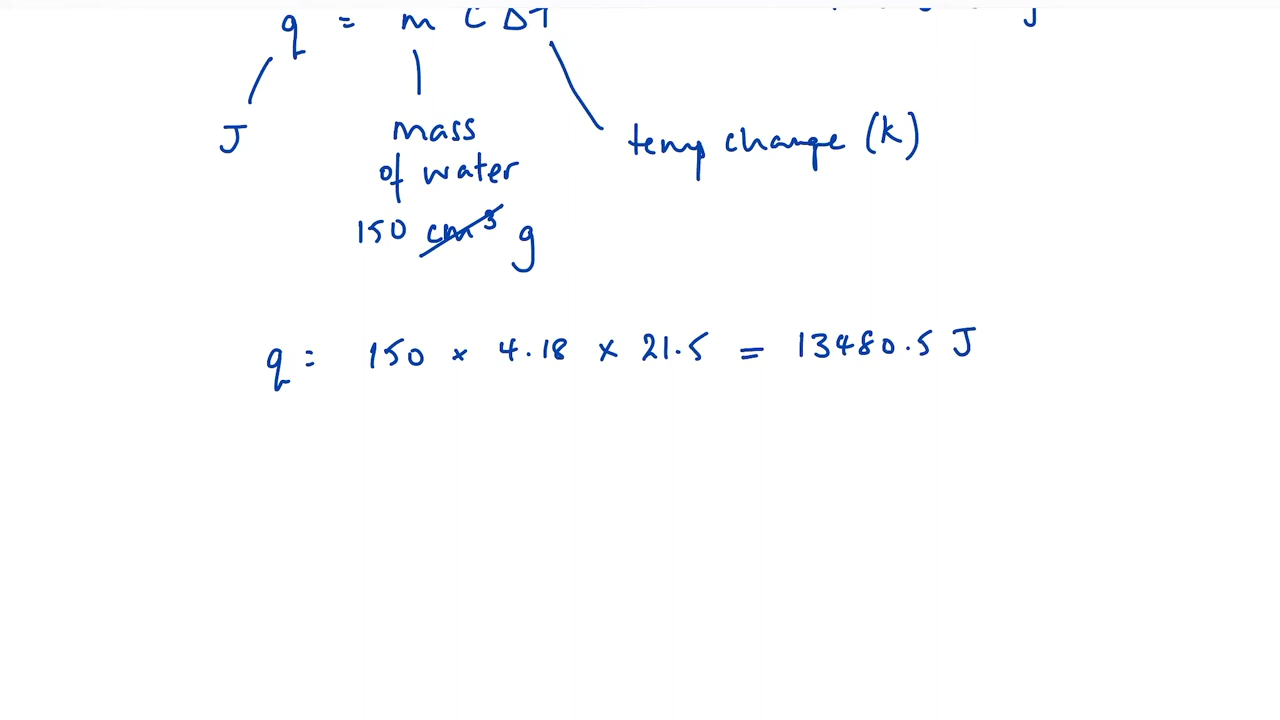 q = m C ΔT
J
mass
of water
150 cm³ g
temp change (K)
q = 150 × 4.18 × 21.5 = 13480.5 J